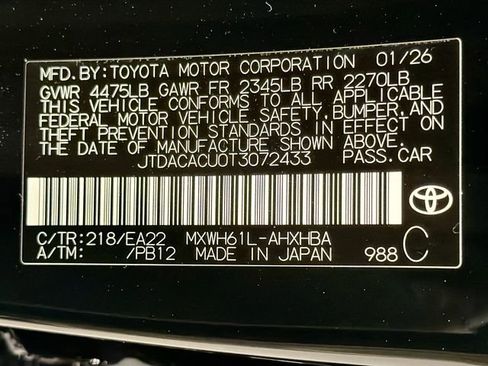 MFD.BY:TOYOTA MOTOR CORPORATION 01/26
GVWR 4475LB GAWR FR 2345LB RR 2270LB
THIS VEHICLE CONFORMS TO ALL APPLICABLE
FEDERAL MOTOR VEHICLE SAFETY,BUMPER,AND
THEFT PREVENTION STANDARDS IN EFFECT ON
THE DATE OF MANUFACTURE SHOWN ABOVE.
JTDACACU0T3072433 PASS.CAR
C/TR:218/EA22 MXWH61L-AHXHBA C
A/TM: /PB12 MADE IN JAPAN 988